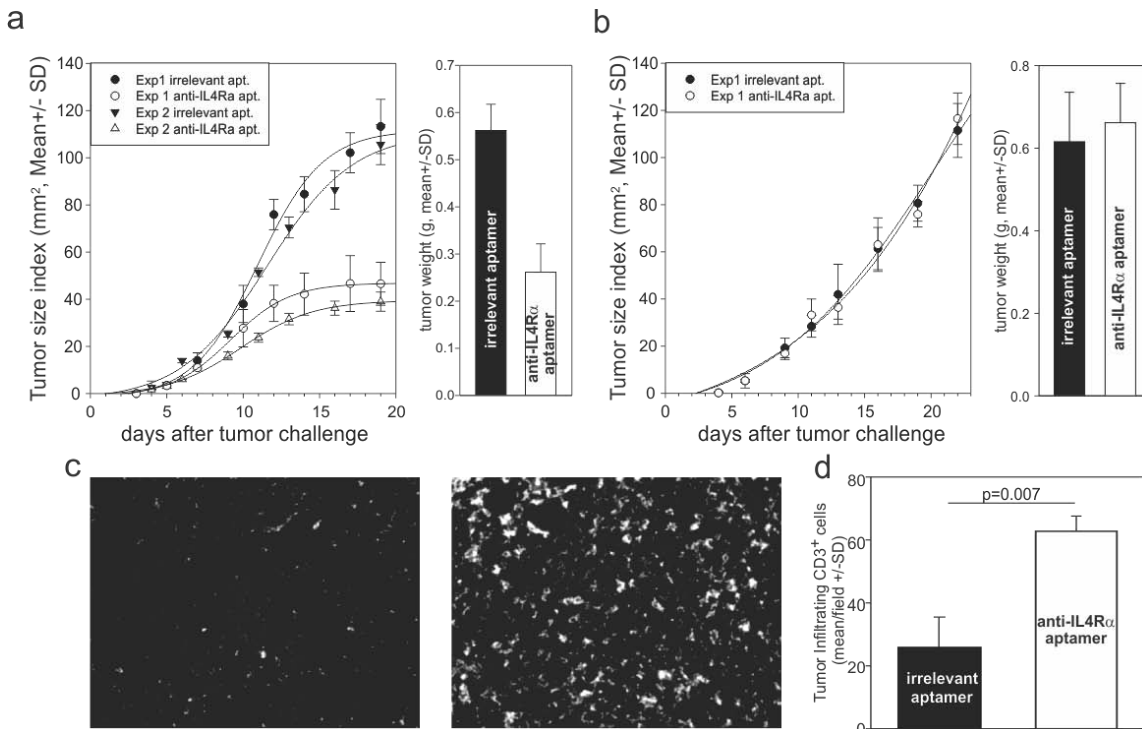 a
Tumor size index (mm², Mean+/- SD)
140
120
100
80
60
40
20
0
Exp1 irrelevant apt.
Exp 1 anti-IL4Ra apt.
Exp 2 irrelevant apt.
Exp 2 anti-IL4Ra apt.
0
5
10
15
20
days after tumor challenge
tumor weight (g, mean+/-SD)
0.7
0.6
0.5
0.4
0.3
0.2
0.1
0.0
irrelevant aptamer
anti-IL4Rα
aptamer
b
Tumor size index (mm², Mean+/- SD)
140
120
100
80
60
40
20
0
Exp1 irrelevant apt.
Exp 1 anti-IL4Ra apt.
0
5
10
15
20
days after tumor challenge
tumor weight (g, mean+/-SD)
0.8
0.6
0.4
0.2
0.0
irrelevant aptamer
anti-IL4Rα aptamer
c
d
Tumor Infiltrating CD3⁺ cells
(mean/field +/-SD)
80
60
40
20
0
p=0.007
irrelevant
aptamer
anti-IL4Rα
aptamer